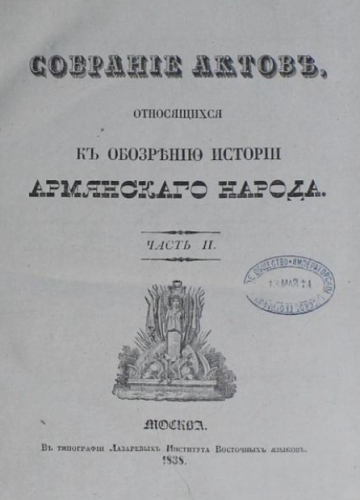 СОБРАНІЕ АКТОВЪ,
ОТНОСЯЩИХСЯ
КЪ ОБОЗРѢНІЮ ИСТОРІИ
АРМЯНСКАГО НАРОДА.
ЧАСТЬ II.
МОСКВА.
ВЪ ТИПОГРАФІИ ЛАЗАРЕВЫХЪ ИНСТИТУТА ВОСТОЧНЫХЪ ЯЗЫКОВЪ.
1838.